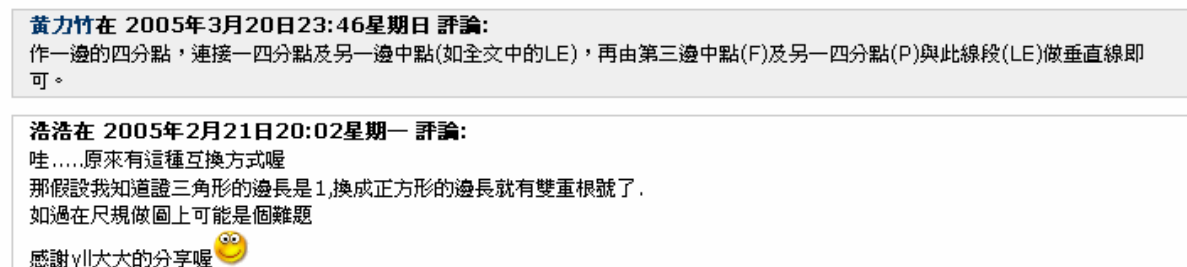 黃力竹在 2005年3月20日23:46星期日 評論:
作一邊的四分點，連接一四分點及另一邊中點(如全文中的LE)，再由第三邊中點(F)及另一四分點(P)與此線段(LE)做垂直線即
可。
浩浩在 2005年2月21日20:02星期一 評論:
哇.....原來有這種互換方式喔
那假設我知道證三角形的邊長是1,換成正方形的邊長就有雙重根號了.
如過在尺規做圖上可能是個難題
感謝yll大大的分享喔